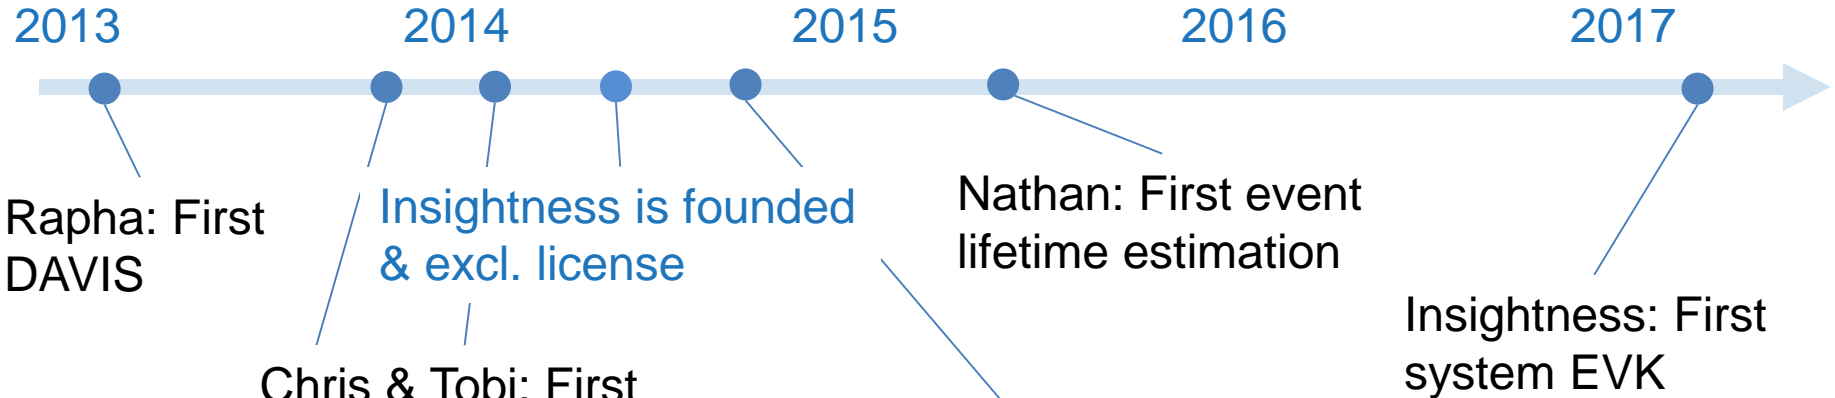 2013 2014 2015 2016 2017
Rapha: First
DAVIS
Insightness is founded
& excl. license
Nathan: First event
lifetime estimation
Insightness: First
system EVK
Chris & Tobi: First